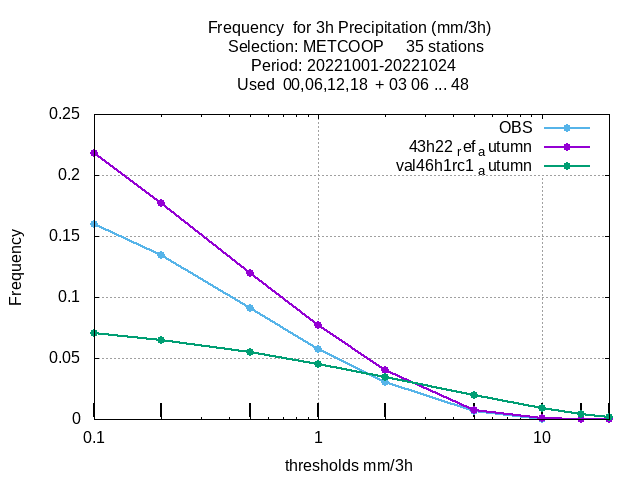 Frequency for 3h Precipitation (mm/3h)
Selection: METCOOP 35 stations
Period: 20221001-20221024
Used 00,06,12,18 + 03 06 ... 48
OBS
43h22 ref a utumn
val46h1rc1 a utumn
0.25
0.2
0.15
0.1
0.05
0
Frequency
0.1 1 10
thresholds mm/3h